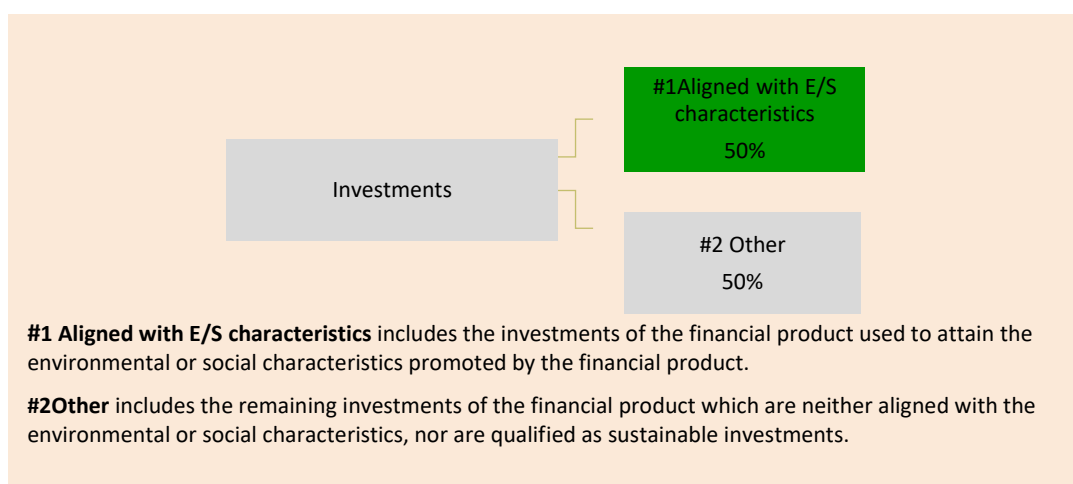 #1Aligned with E/S
characteristics
50%
Investments
#2 Other
50%
#1 Aligned with E/S characteristics includes the investments of the financial product used to attain the
environmental or social characteristics promoted by the financial product.
#2Other includes the remaining investments of the financial product which are neither aligned with the
environmental or social characteristics, nor are qualified as sustainable investments.